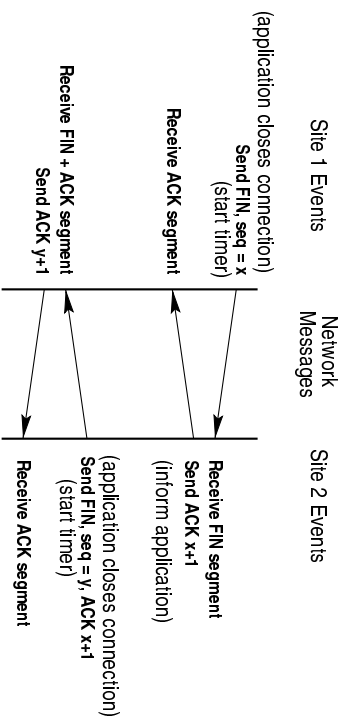 Site 1 Events
Network
Messages
Site 2 Events
(application closes connection)
Send FIN, seq = x
(start timer)
Receive FIN segment
Send ACK x+1
(inform application)
Receive ACK segment
(application closes connection)
Send FIN, seq = y, ACK x+1
(start timer)
Receive FIN + ACK segment
Send ACK y+1
Receive ACK segment